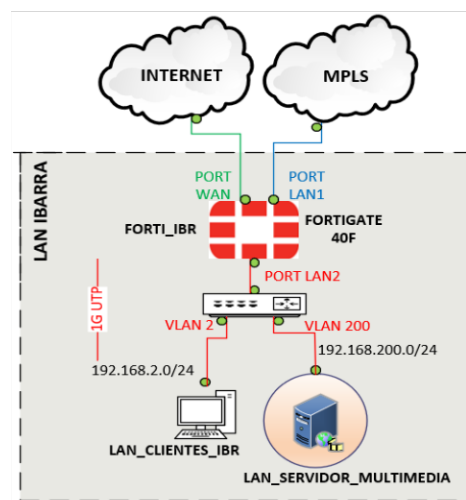 INTERNET
MPLS
PORT
WAN
PORT
LAN1
LAN IBARRA
FORTI_IBR
FORTIGATE
40F
PORT LAN2
1G UTP
VLAN 2
VLAN 200
192.168.2.0/24
192.168.200.0/24
LAN_CLIENTES_IBR
LAN_SERVIDOR_MULTIMEDIA